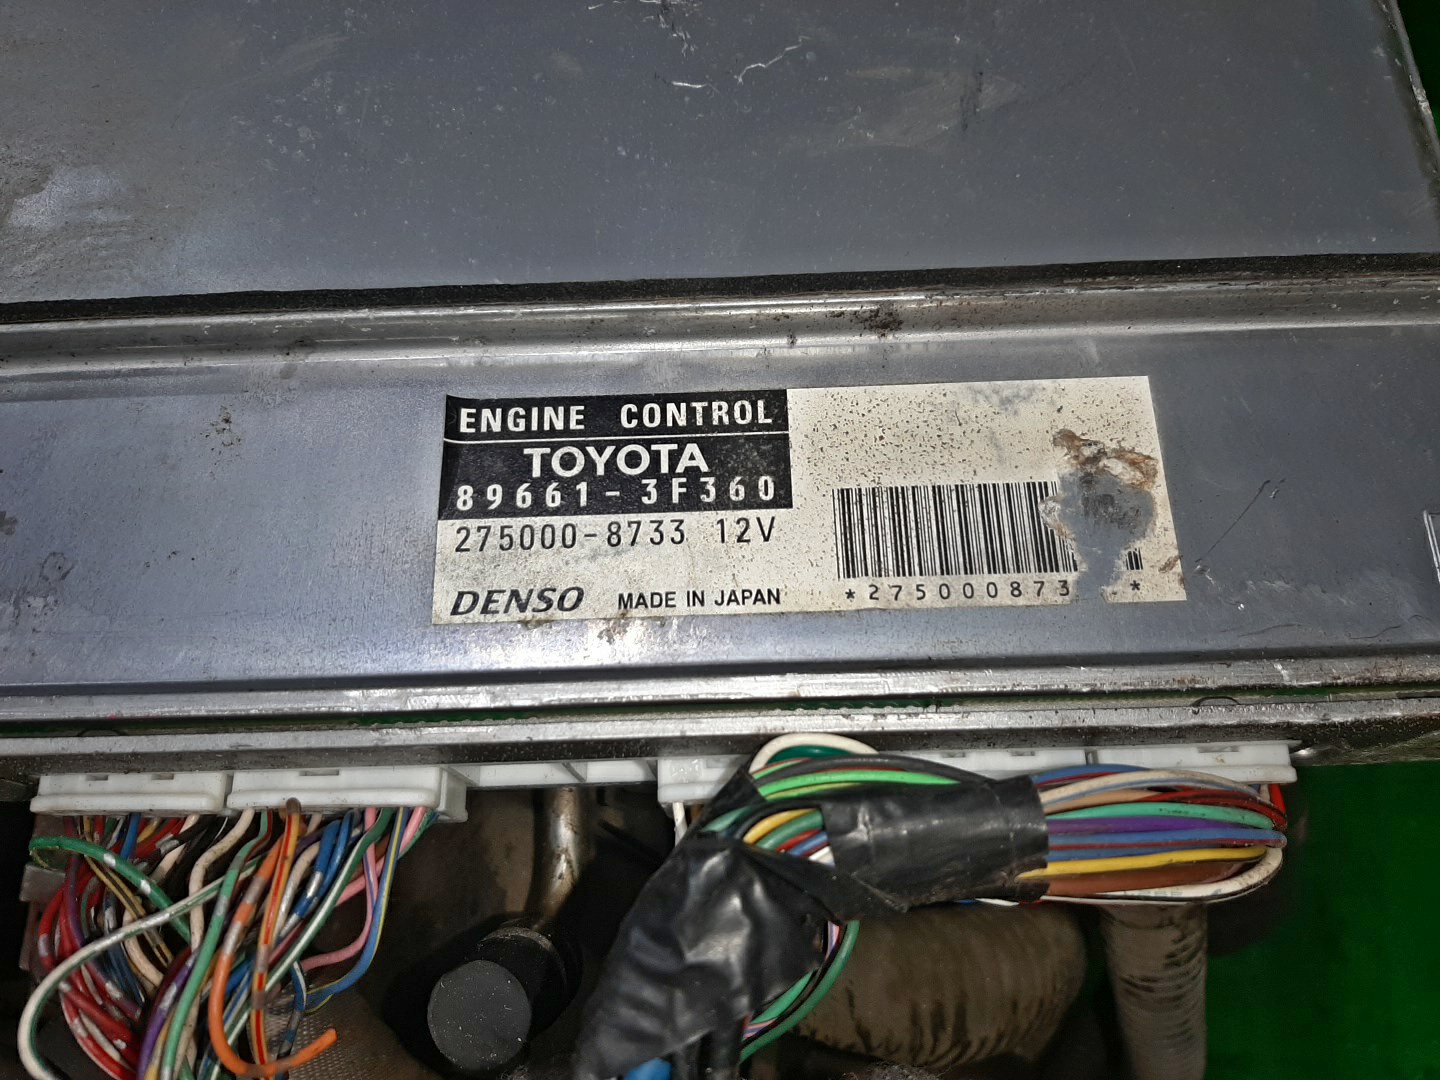 ENGINE CONTROL
TOYOTA
89661-3F360
275000-8733 12V
DENSO MADE IN JAPAN
*275000873 *